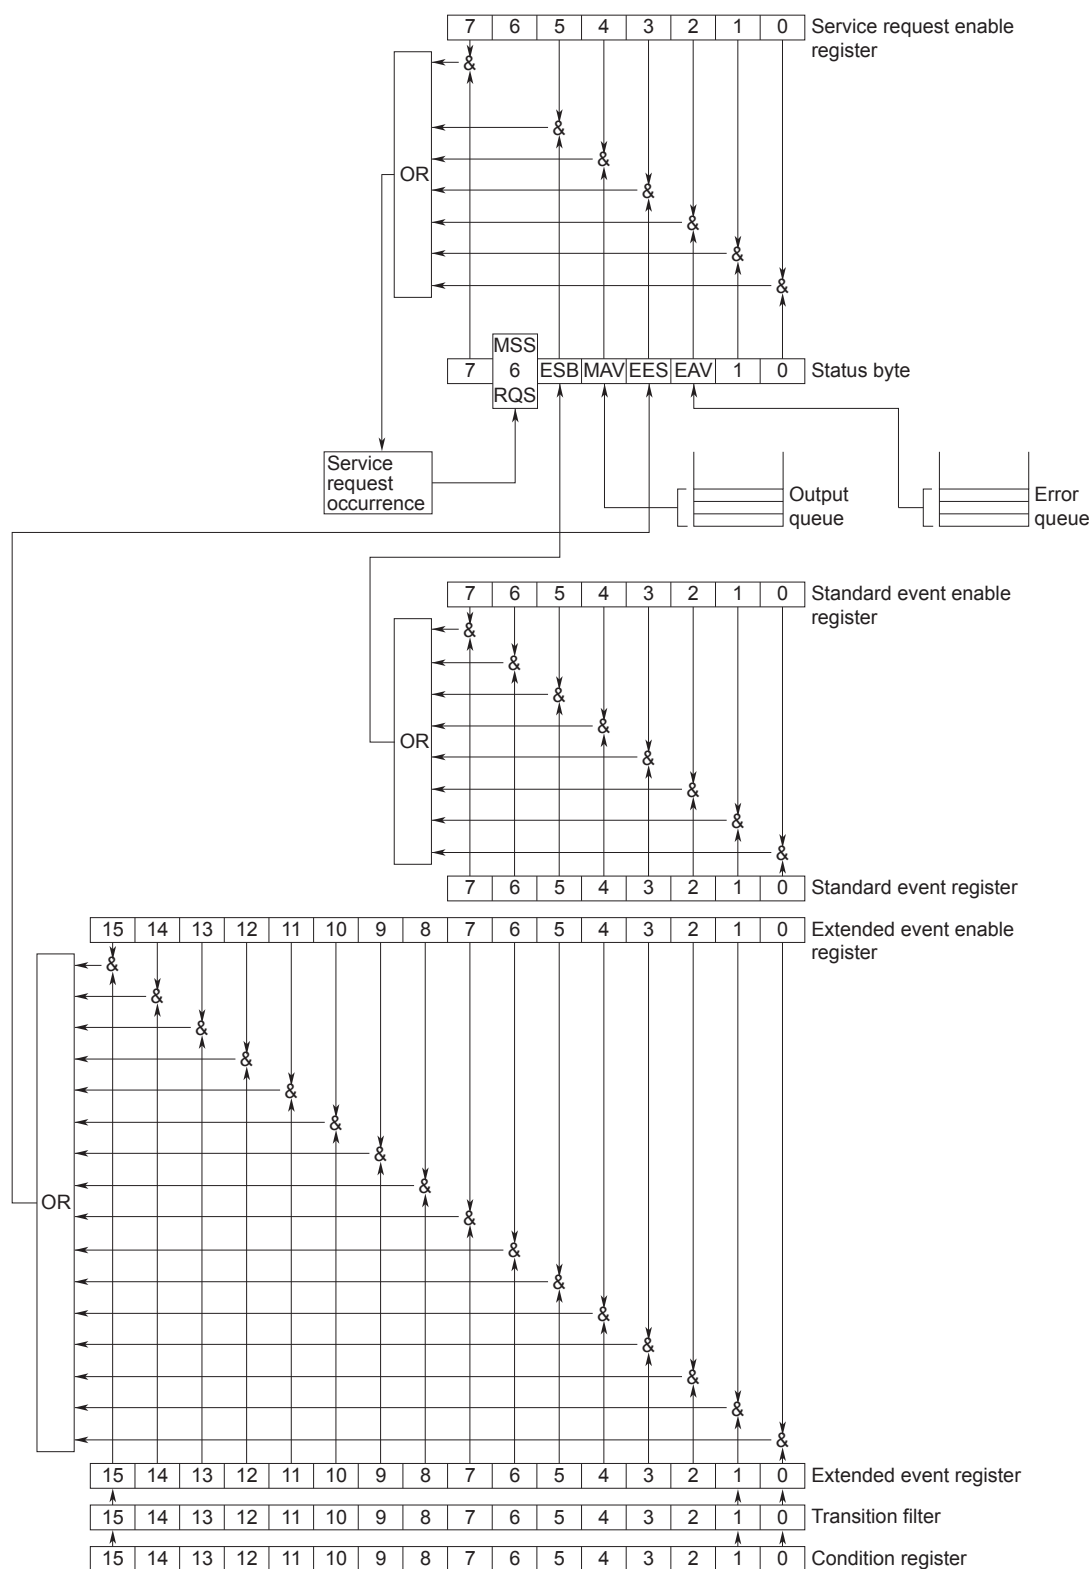 7 6 5 4 3 2 1 0 Service request enable
register
&
&
&
OR
&
&
&
&
MSS
7 6 ESB MAV EES EAV 1 0 Status byte
RQS
Service
request
occurrence
Output
queue
Error
queue
7 6 5 4 3 2 1 0 Standard event enable
register
&
&
&
&
OR
&
&
&
&
7 6 5 4 3 2 1 0 Standard event register
15 14 13 12 11 10 9 8 7 6 5 4 3 2 1 0 Extended event enable
register
&
&
&
&
&
&
&
&
OR
&
&
&
&
&
&
&
&
15 14 13 12 11 10 9 8 7 6 5 4 3 2 1 0 Extended event register
15 14 13 12 11 10 9 8 7 6 5 4 3 2 1 0 Transition filter
15 14 13 12 11 10 9 8 7 6 5 4 3 2 1 0 Condition register